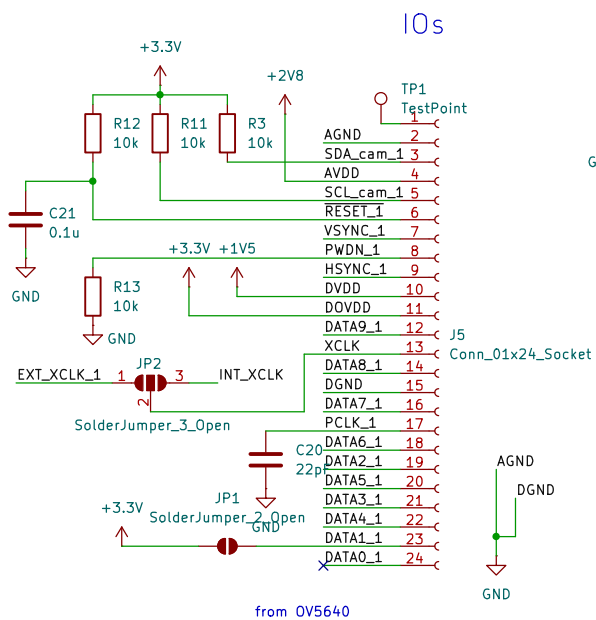 IOs
+3.3V
+2V8
TP1
TestPoint
R12
10k
R11
10k
R3
10k
1
AGND 2
SDA_cam_1 3
AVDD 4
SCL_cam_1 5
RESET_1 6
VSYNC_1 7
PWDN_1 8
HSYNC_1 9
DVDD 10
DOVDD 11
DATA9_1 12
XCLK 13
DATA8_1 14
DGND 15
DATA7_1 16
PCLK_1 17
DATA6_1 18
DATA2_1 19
DATA5_1 20
DATA3_1 21
DATA4_1 22
DATA1_1 23
DATA0_1 24
G
C21
0.1u
GND
+3.3V
+1V5
R13
10k
GND
J5
Conn_01x24_Socket
JP2
EXT_XCLK_1
1
3
INT_XCLK
2
SolderJumper_3_Open
C20
22pF
GND
+3.3V
JP1
SolderJumper_2_Open
AGND
DGND
GND
from OV5640